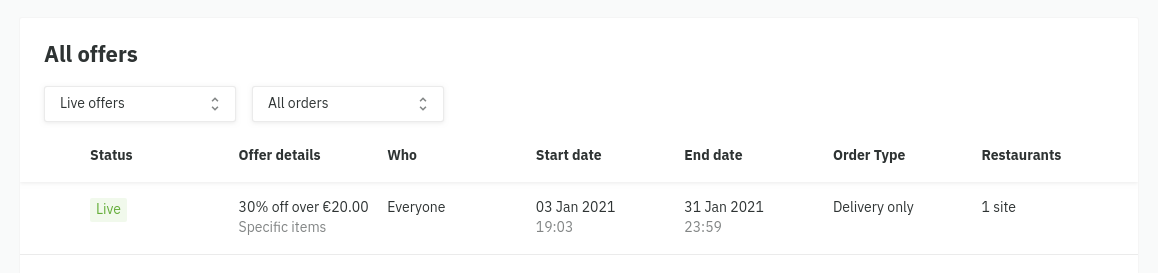 All offers
Live offers All orders
Status Offer details Who Start date End date Order Type Restaurants
Live 30% off over €20.00 Everyone 03 Jan 2021 31 Jan 2021 Delivery only 1 site
Specific items 19:03 23:59